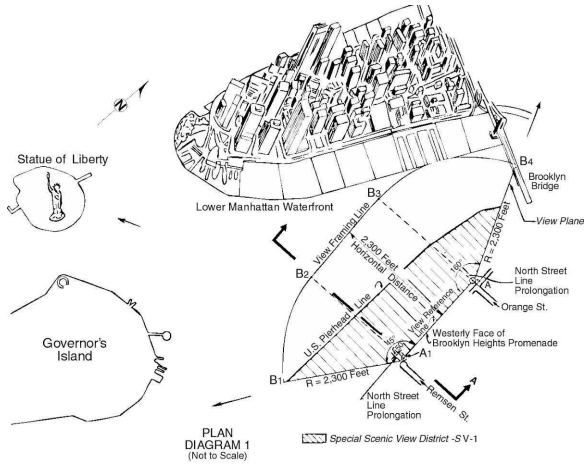 N
Statue of Liberty
Lower Manhattan Waterfront
B4
Brooklyn
Bridge
View Plane
B3
View Framing Line
2,300 Feet
Horizontal Distance
R = 2,300 Feet
B2
160°
A
North Street
Line
Prolongation
Orange St.
U.S. Pierhead Line
View Reference
Line
Westerly Face of
Brooklyn Heights Promenade
Governor's
Island
B1
R = 2,300 Feet
A1
A
Remsen St.
North Street
Line
Prolongation
PLAN
DIAGRAM 1
(Not to Scale)
Special Scenic View District -S V-1